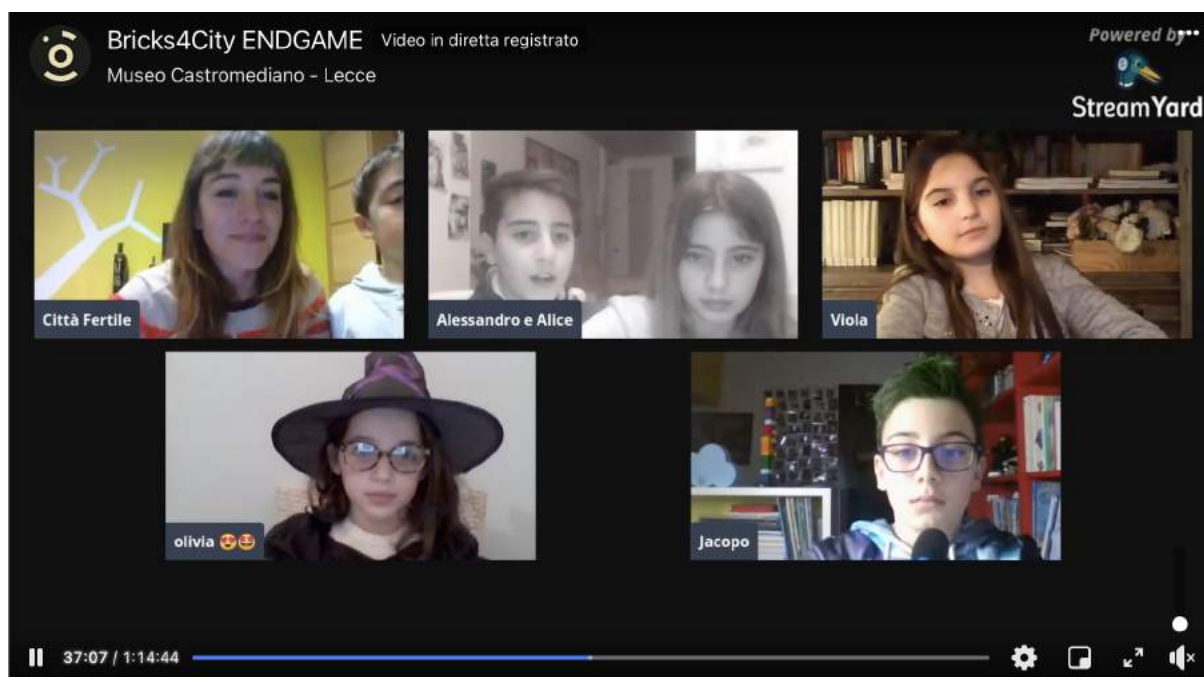 Bricks4City ENDGAME Video in diretta registrato
Museo Castromediano - Lecce
Powered by
StreamYard
Città Fertile
Alessandro e Alice
Viola
olivia 😍🤩
Jacopo
37:07 / 1:14:44